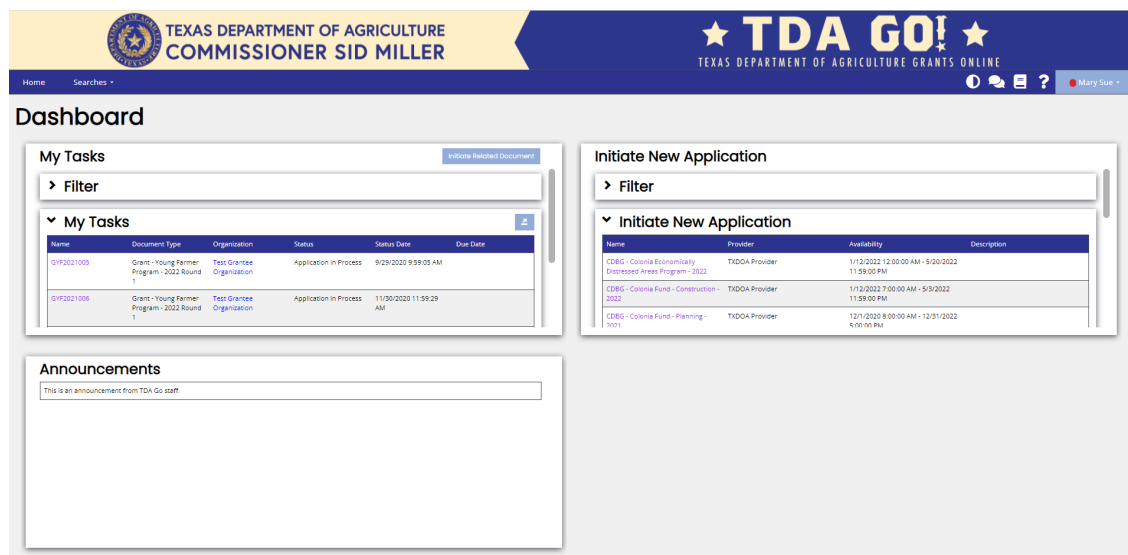 TEXAS DEPARTMENT OF AGRICULTURE
COMMISSIONER SID MILLER
TDA GO!
TEXAS DEPARTMENT OF AGRICULTURE GRANTS ONLINE
Home Searches
? Mary Sue
Dashboard
My Tasks
Initiate Related Document
Filter
My Tasks
Name Document Type Organization Status Status Date Due Date
GYF2021005 Grant - Young Farmer Test Grantee Application in Process 9/29/2020 9:59:05 AM
Program - 2022 Round Organization
1
GYF2021006 Grant - Young Farmer Test Grantee Application in Process 11/30/2020 11:59:29
Program - 2022 Round Organization AM
1
Initiate New Application
Filter
Initiate New Application
Name Provider Availability Description
CDBG - Colonia Economically TXDOA Provider 1/12/2022 12:00:00 AM - 5/20/2022
Distressed Areas Program - 2022 11:59:00 PM
CDBG - Colonia Fund - Construction - TXDOA Provider 1/12/2022 7:00:00 AM - 5/3/2022
2022 11:59:00 PM
CDBG - Colonia Fund - Planning - TXDOA Provider 12/1/2020 8:00:00 AM - 12/31/2022
2021 5:00:00 PM
Announcements
This is an announcement from TDA Go staff.